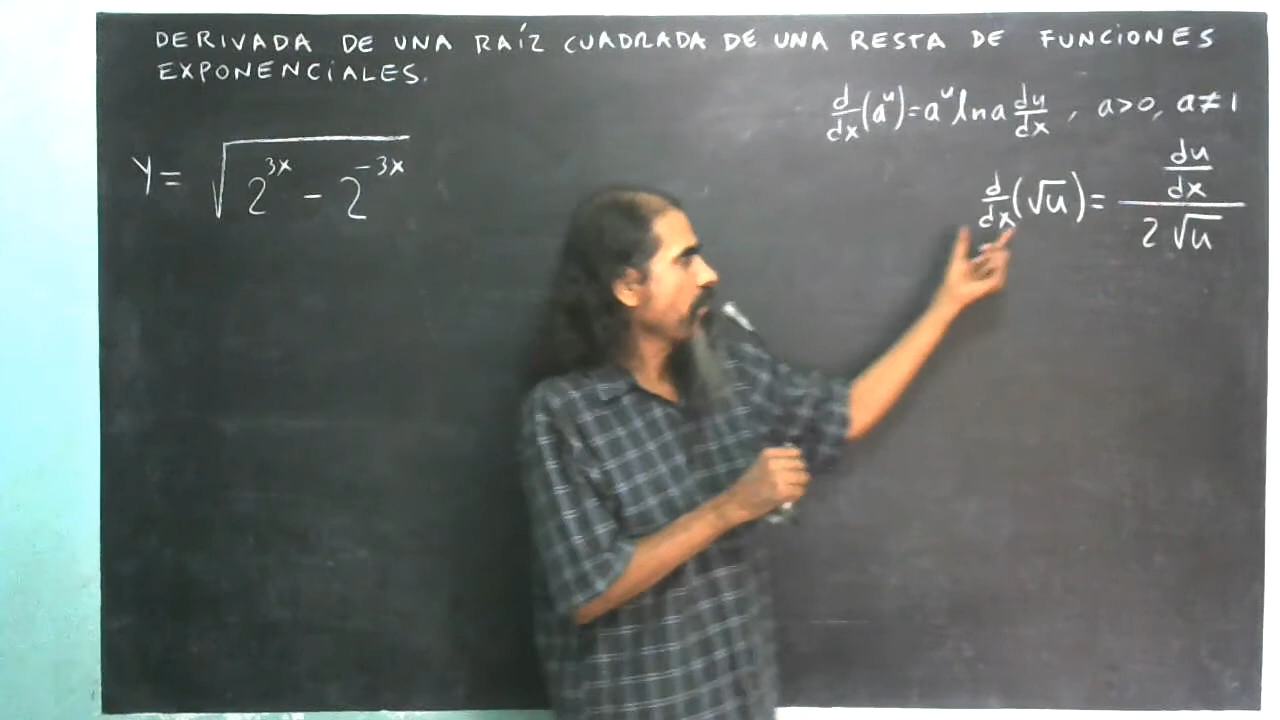 DERIVADA DE UNA RAÍZ CUADRADA DE UNA RESTA DE FUNCIONES
EXPONENCIALES.
d/dx(a^u)=a^u ln a du/dx , a>0, a≠1
y= √(2^(3x) - 2^(-3x))
d/dx(√u)= (du/dx)/(2√u)